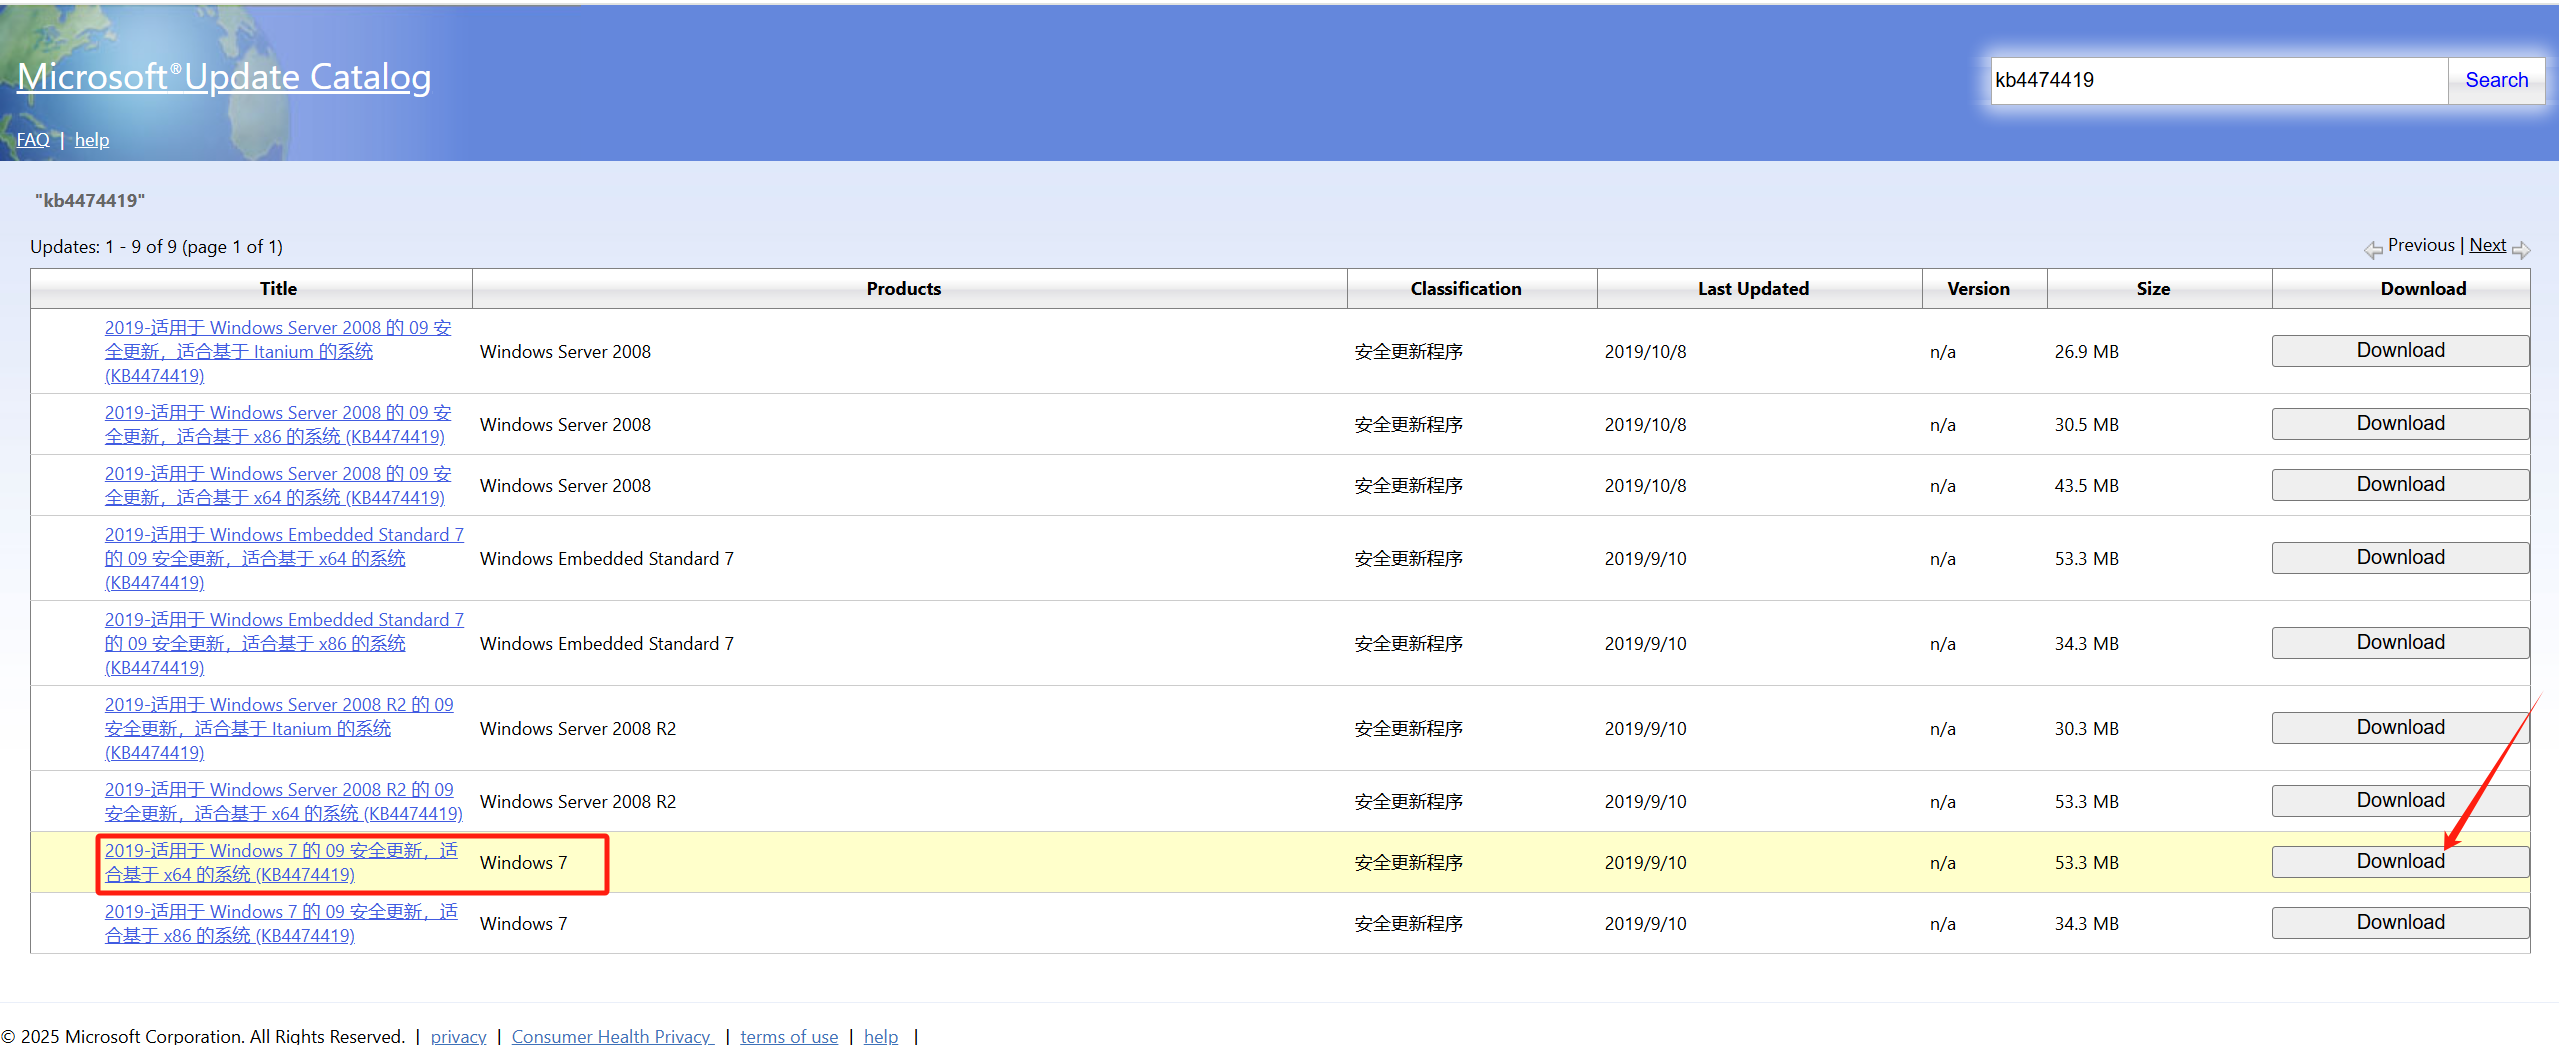 Microsoft®Update Catalog
kb4474419
Search
FAQ | help
"kb4474419"
Updates: 1 - 9 of 9 (page 1 of 1)
Previous | Next
Title Products Classification Last Updated Version Size Download
2019-适用于 Windows Server 2008 的 09 安
全更新，适合基于 Itanium 的系统
(KB4474419)
Windows Server 2008 安全更新程序 2019/10/8 n/a 26.9 MB Download
2019-适用于 Windows Server 2008 的 09 安
全更新，适合基于 x86 的系统 (KB4474419)
Windows Server 2008 安全更新程序 2019/10/8 n/a 30.5 MB Download
2019-适用于 Windows Server 2008 的 09 安
全更新，适合基于 x64 的系统 (KB4474419)
Windows Server 2008 安全更新程序 2019/10/8 n/a 43.5 MB Download
2019-适用于 Windows Embedded Standard 7
的 09 安全更新，适合基于 x64 的系统
(KB4474419)
Windows Embedded Standard 7 安全更新程序 2019/9/10 n/a 53.3 MB Download
2019-适用于 Windows Embedded Standard 7
的 09 安全更新，适合基于 x86 的系统
(KB4474419)
Windows Embedded Standard 7 安全更新程序 2019/9/10 n/a 34.3 MB Download
2019-适用于 Windows Server 2008 R2 的 09
安全更新，适合基于 Itanium 的系统
(KB4474419)
Windows Server 2008 R2 安全更新程序 2019/9/10 n/a 30.3 MB Download
2019-适用于 Windows Server 2008 R2 的 09
安全更新，适合基于 x64 的系统 (KB4474419)
Windows Server 2008 R2 安全更新程序 2019/9/10 n/a 53.3 MB Download
2019-适用于 Windows 7 的 09 安全更新，适
合基于 x64 的系统 (KB4474419)
Windows 7 安全更新程序 2019/9/10 n/a 53.3 MB Download
2019-适用于 Windows 7 的 09 安全更新，适
合基于 x86 的系统 (KB4474419)
Windows 7 安全更新程序 2019/9/10 n/a 34.3 MB Download
© 2025 Microsoft Corporation. All Rights Reserved. | privacy | Consumer Health Privacy | terms of use | help |